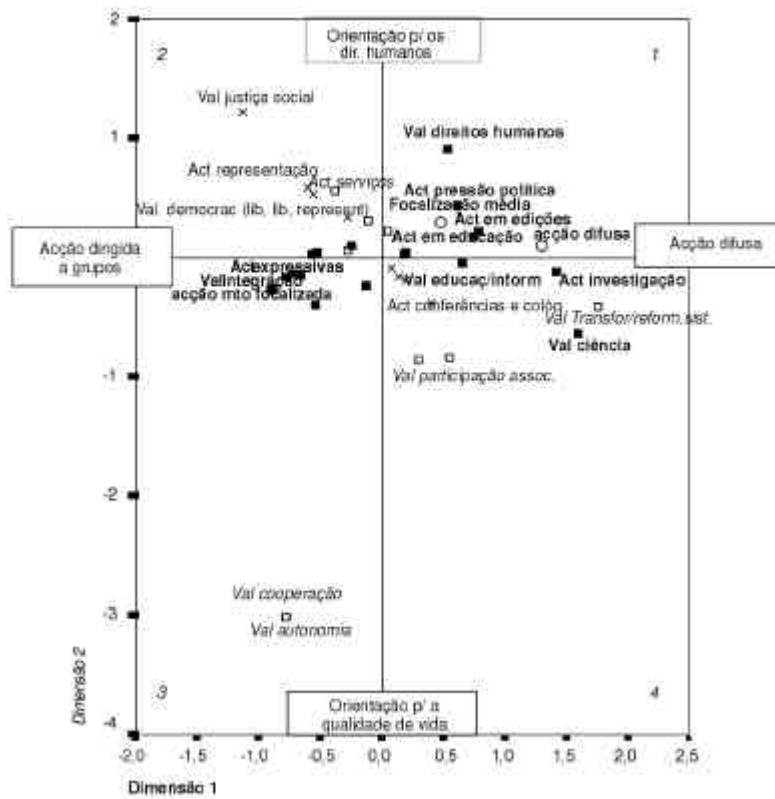 2
Orientação p/ os
dir. humanos
2
1
Val justiça social
1
Val direitos humanos
Act representação
Act serviços
Act pressão política
Focalização média
Val. democrac (lib, lib, represent)
Act em edições
Act em educação
acção difusa
Acção dirigida
a grupos
Acção difusa
expressivas
Val educaç/inform
Act investigação
acção mto localizada
Act conferências e colóq
Val Transfor/reform.sist.
Val ciência
-1
Val participação assoc.
-2
Val cooperação
-3
Val autonomia
3
Orientação p/ a
qualidade de vida
4
Dimensão 2
-4
-2,0
-1,5
-1,0
-0,5
0,0
0,5
1,0
1,5
2,0
2,5
Dimensão 1